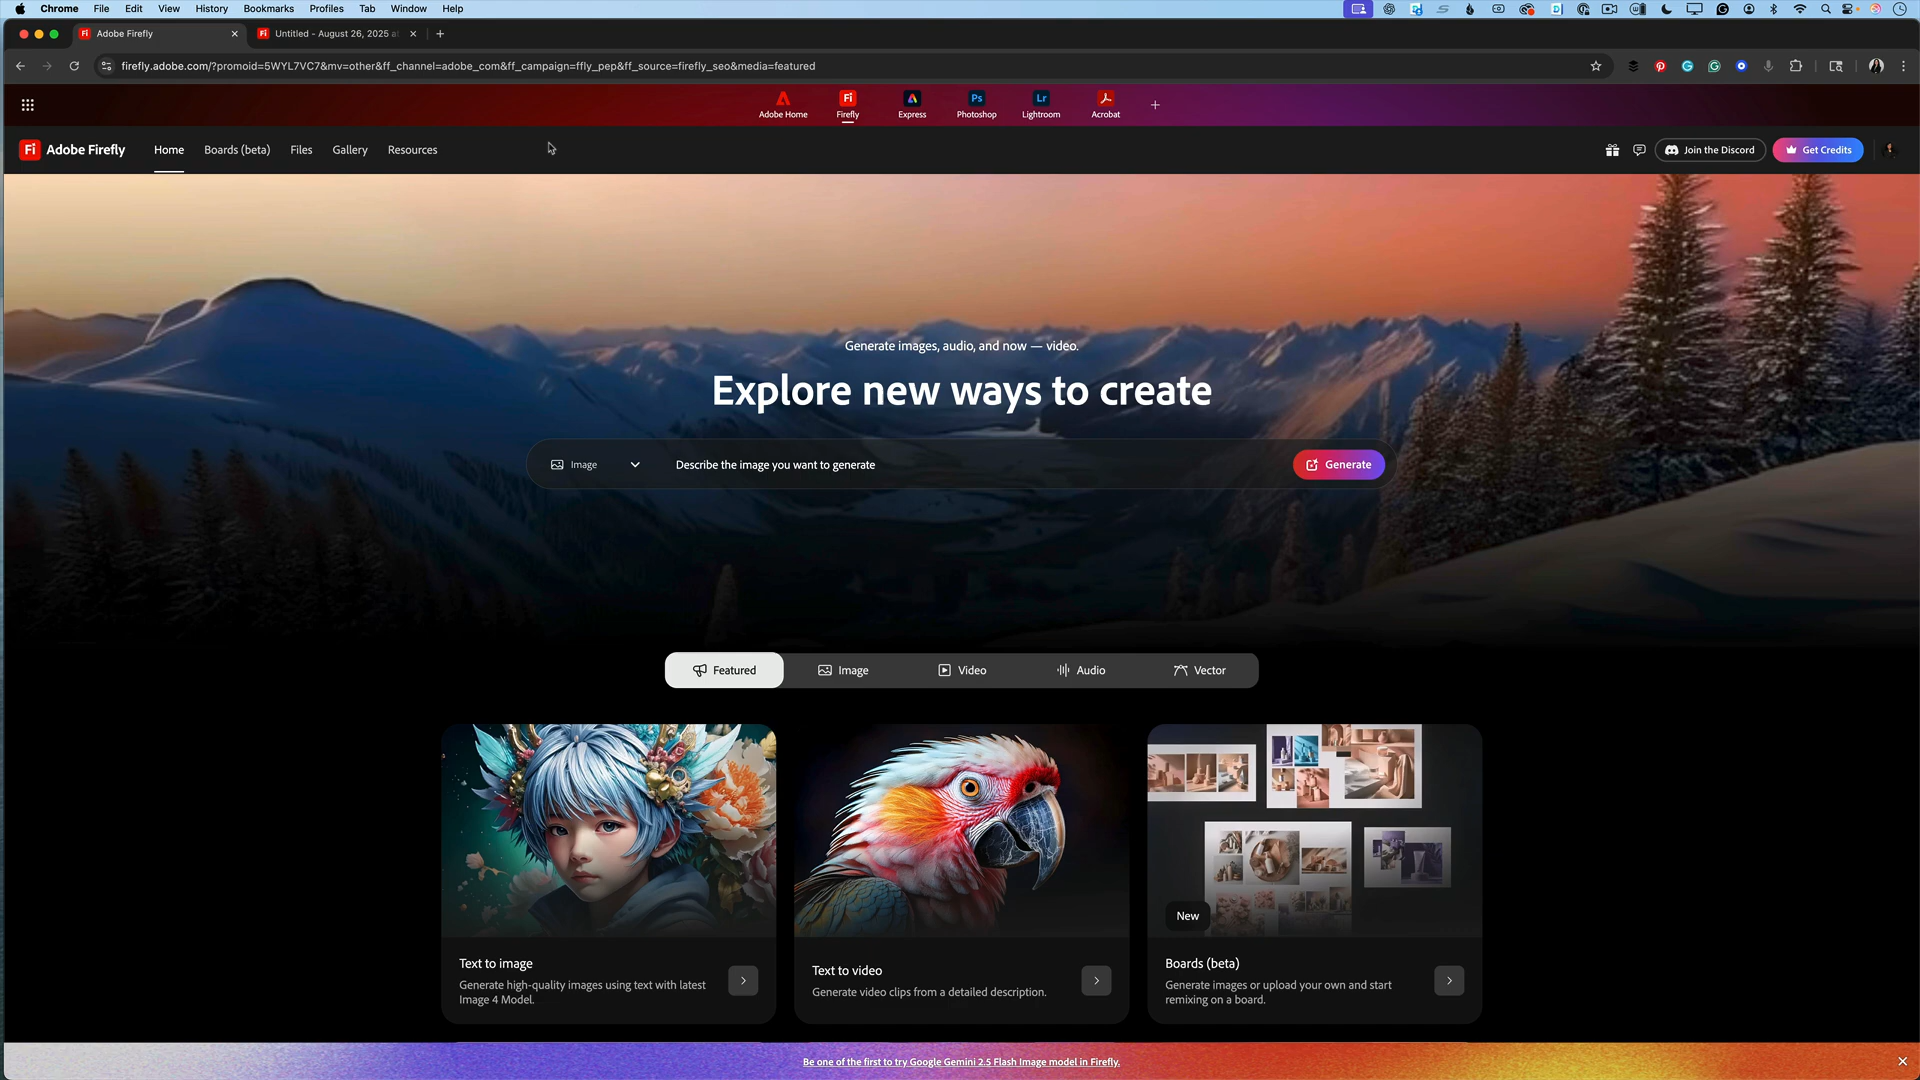 Chrome File Edit View History Bookmarks Profiles Tab Window Help
Adobe Firefly
Untitled - August 26, 2025 a
firefly.adobe.com/?promoid=5WYL7VC7&mv=other&ff_channel=adobe_com&ff_campaign=ffly_pep&ff_source=firefly_seo&media=featured
Fi Ps Lr
Adobe Home Firefly Express Photoshop Lightroom Acrobat
Fi Adobe Firefly Home Boards (beta) Files Gallery Resources Join the Discord Get Credits
Generate images, audio, and now — video.
Explore new ways to create
Image Describe the image you want to generate Generate
Featured Image Video Audio Vector
New
Text to image
Generate high-quality images using text with latest
Image 4 Model.
Text to video
Generate video clips from a detailed description.
Boards (beta)
Generate images or upload your own and start
remixing on a board.
Be one of the first to try Google Gemini 2.5 Flash Image model in Firefly.